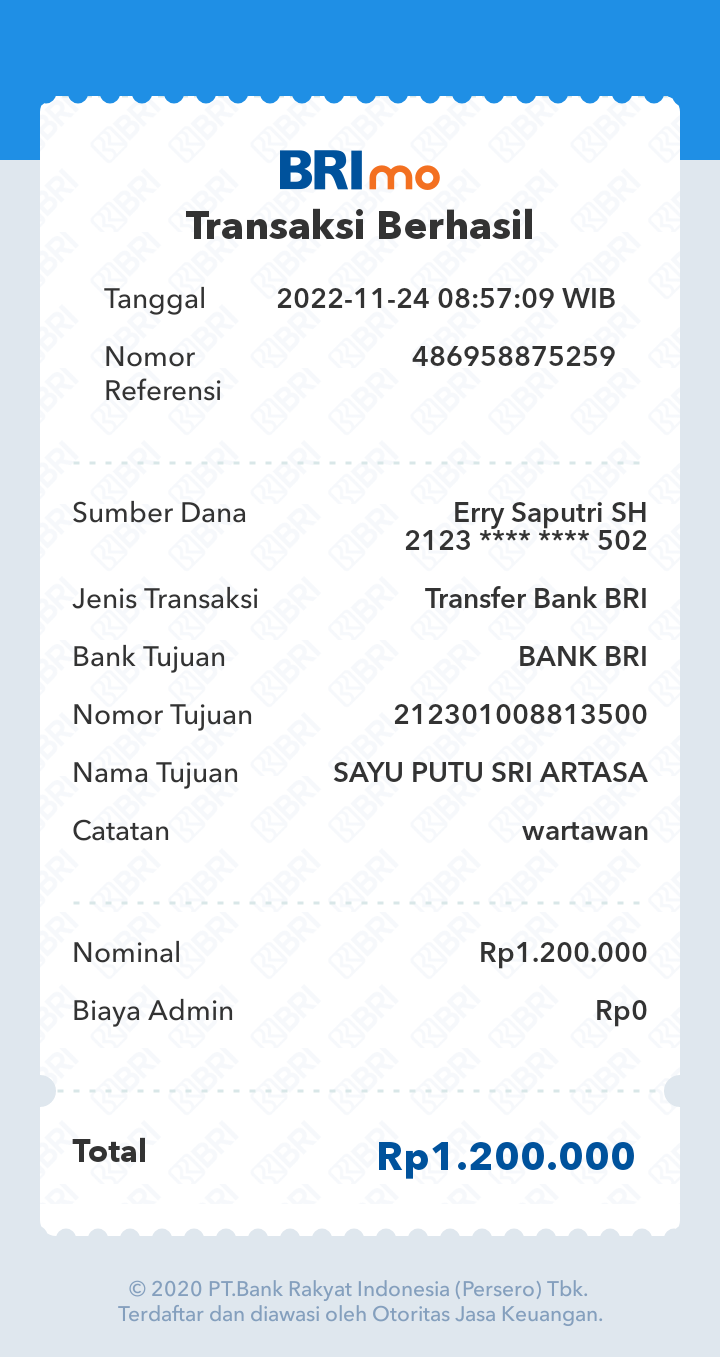 BRImo
Transaksi Berhasil
Tanggal 2022-11-24 08:57:09 WIB
Nomor Referensi 486958875259
Sumber Dana Erry Saputri SH
2123 **** **** 502
Jenis Transaksi Transfer Bank BRI
Bank Tujuan BANK BRI
Nomor Tujuan 212301008813500
Nama Tujuan SAYU PUTU SRI ARTASA
Catatan wartawan
Nominal Rp1.200.000
Biaya Admin Rp0
Total Rp1.200.000
© 2020 PT.Bank Rakyat Indonesia (Persero) Tbk.
Terdaftar dan diawasi oleh Otoritas Jasa Keuangan.